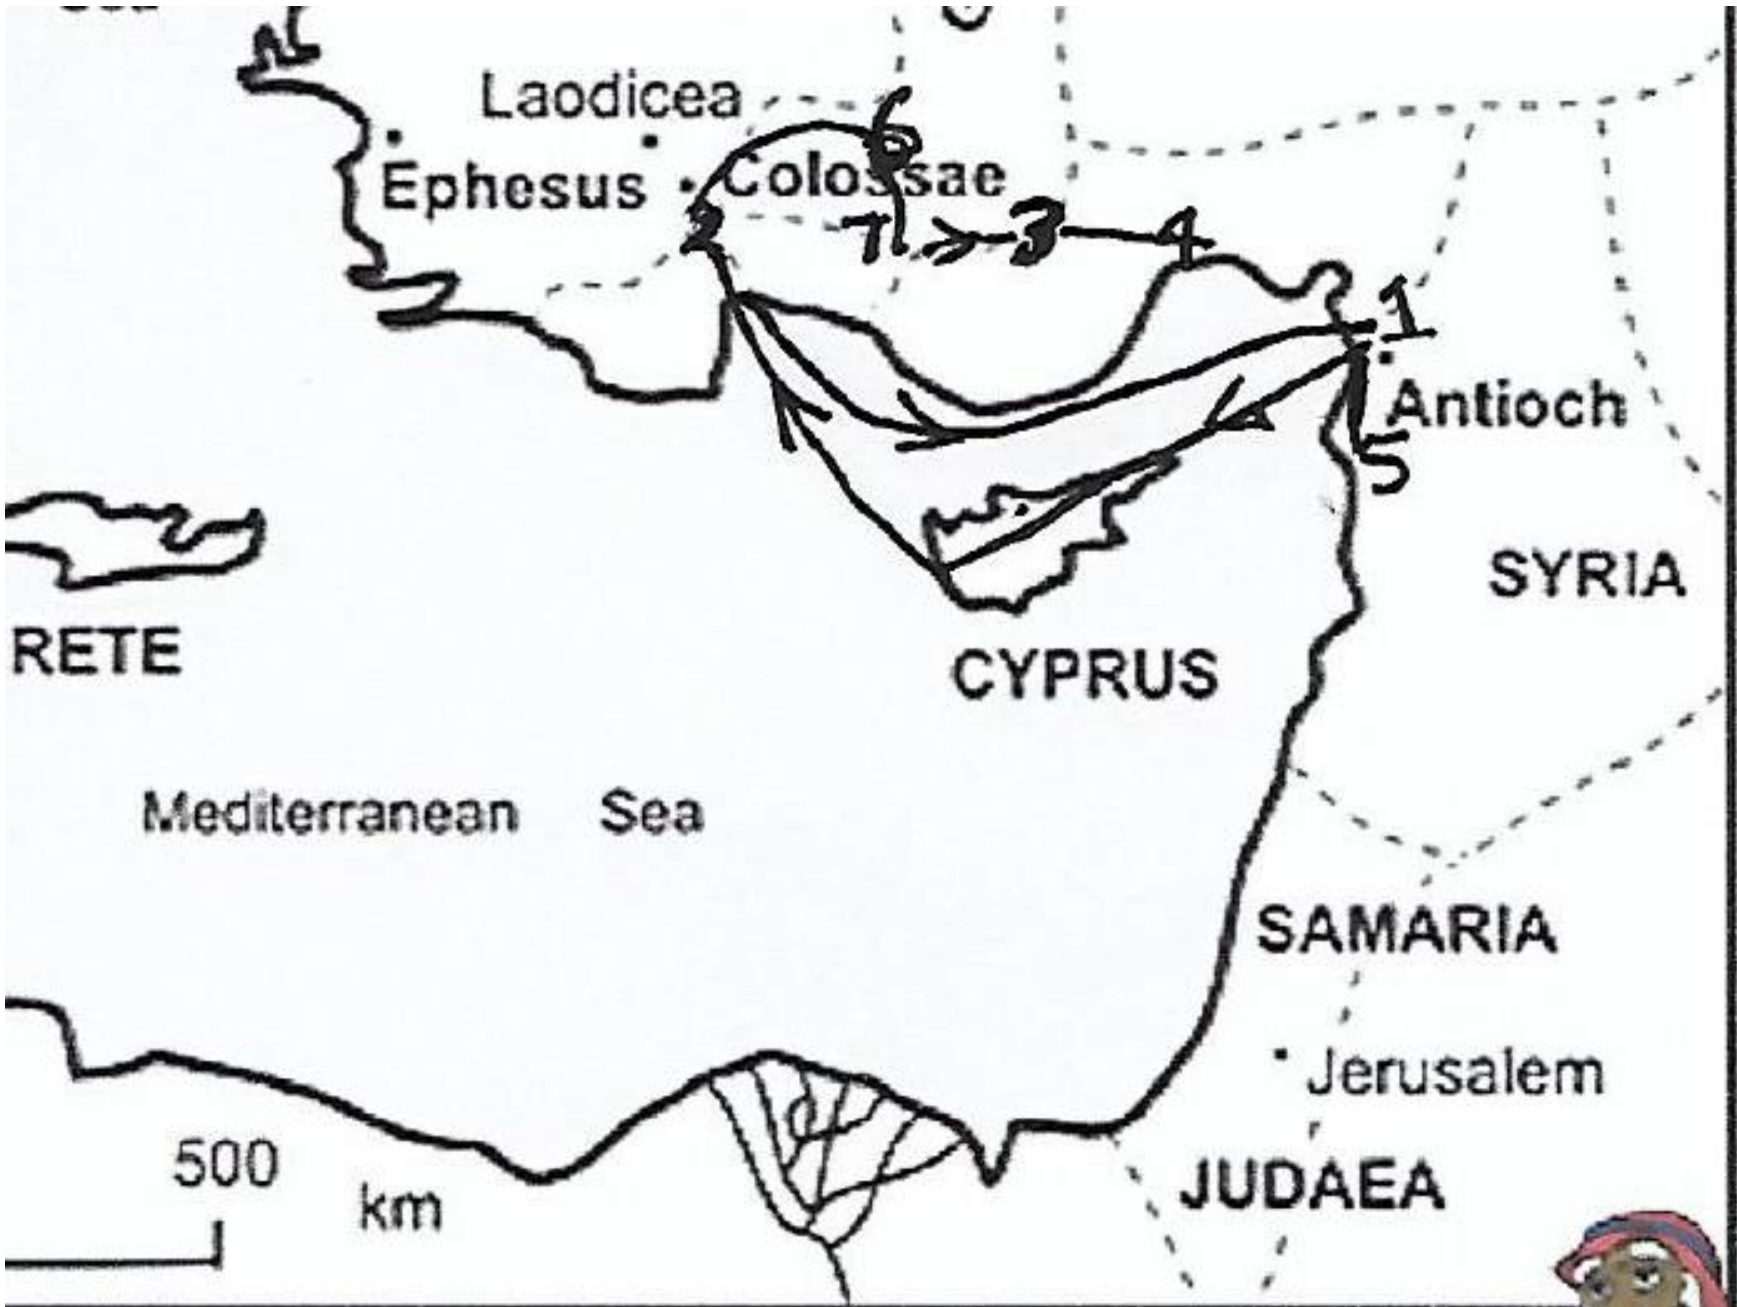 Laodicea
6
Ephesus
Colossae
2
7
3
4
1
Antioch
5
SYRIA
RETE
CYPRUS
Mediterranean Sea
SAMARIA
Jerusalem
500
km
JUDAEA